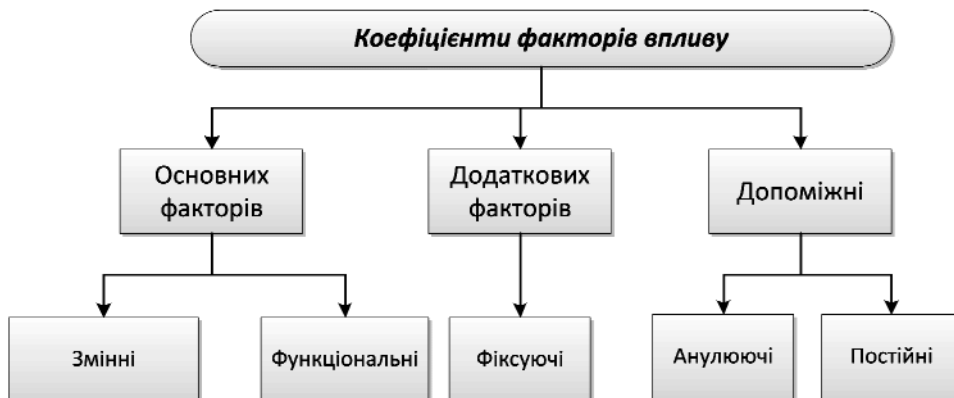 Коефіцієнти факторів впливу
Основних
факторів
Додаткових
факторів
Допоміжні
Змінні
Функціональні
Фіксуючі
Анулюючі
Постійні